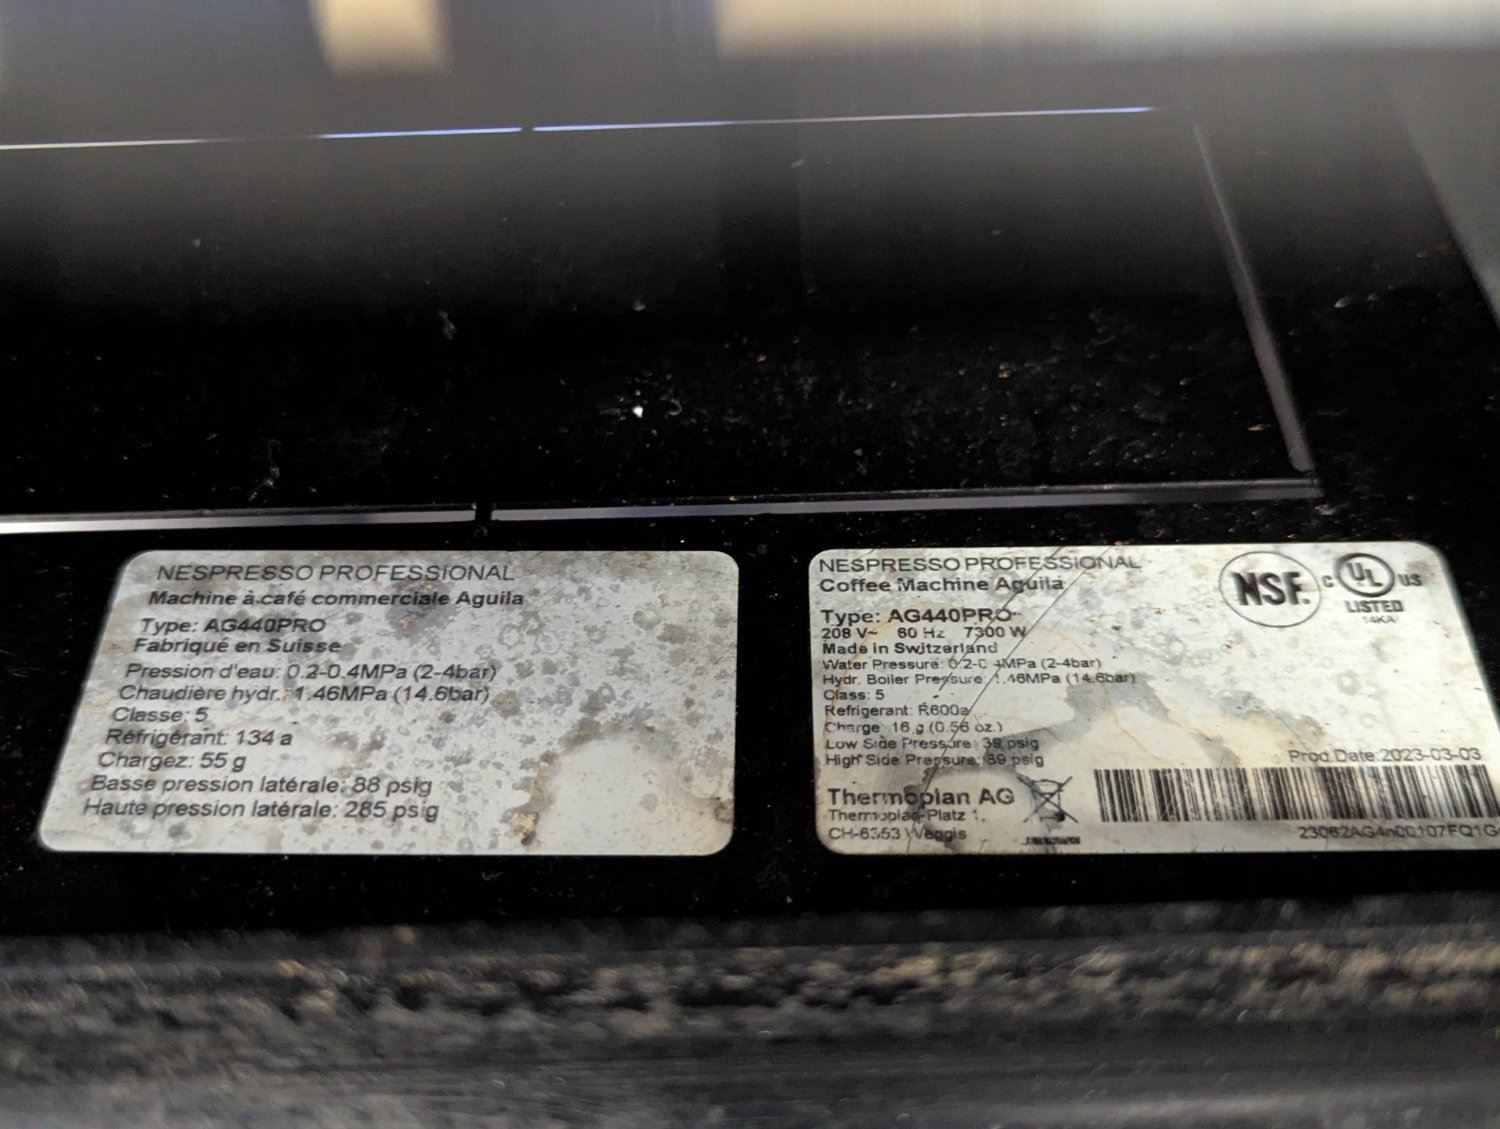 NESPRESSO PROFESSIONAL
Machine à café commerciale Aguila
Type: AG440PRO
Fabriqué en Suisse
Pression d'eau: 0.2-0.4MPa (2-4bar)
Chaudière hydr. 1.46MPa (14.6bar)
Classe: 5
Réfrigérant: 134 a
Chargez: 55 g
Basse pression latérale: 88 psig
Haute pression latérale: 285 psig
NESPRESSO PROFESSIONAL
Coffee Machine Aguila
Type: AG440PRO
208 V~ 60 Hz 7300 W
Made in Switzerland
Water Pressure: 0.2-0.4MPa (2-4bar)
Hydr. Boiler Pressure: 1.46MPa (14.6bar)
Class: 5
Refrigerant: R600a
Charge: 16 g (0.56 oz.)
Low Side Pressure: 39 psig
High Side Pressure: 89 psig
Thermoplan AG
Thermoplan-Platz 1,
CH-6353 Weggis
NSF.
C UL US
LISTED
14KA
Prod.Date:2023-03-03